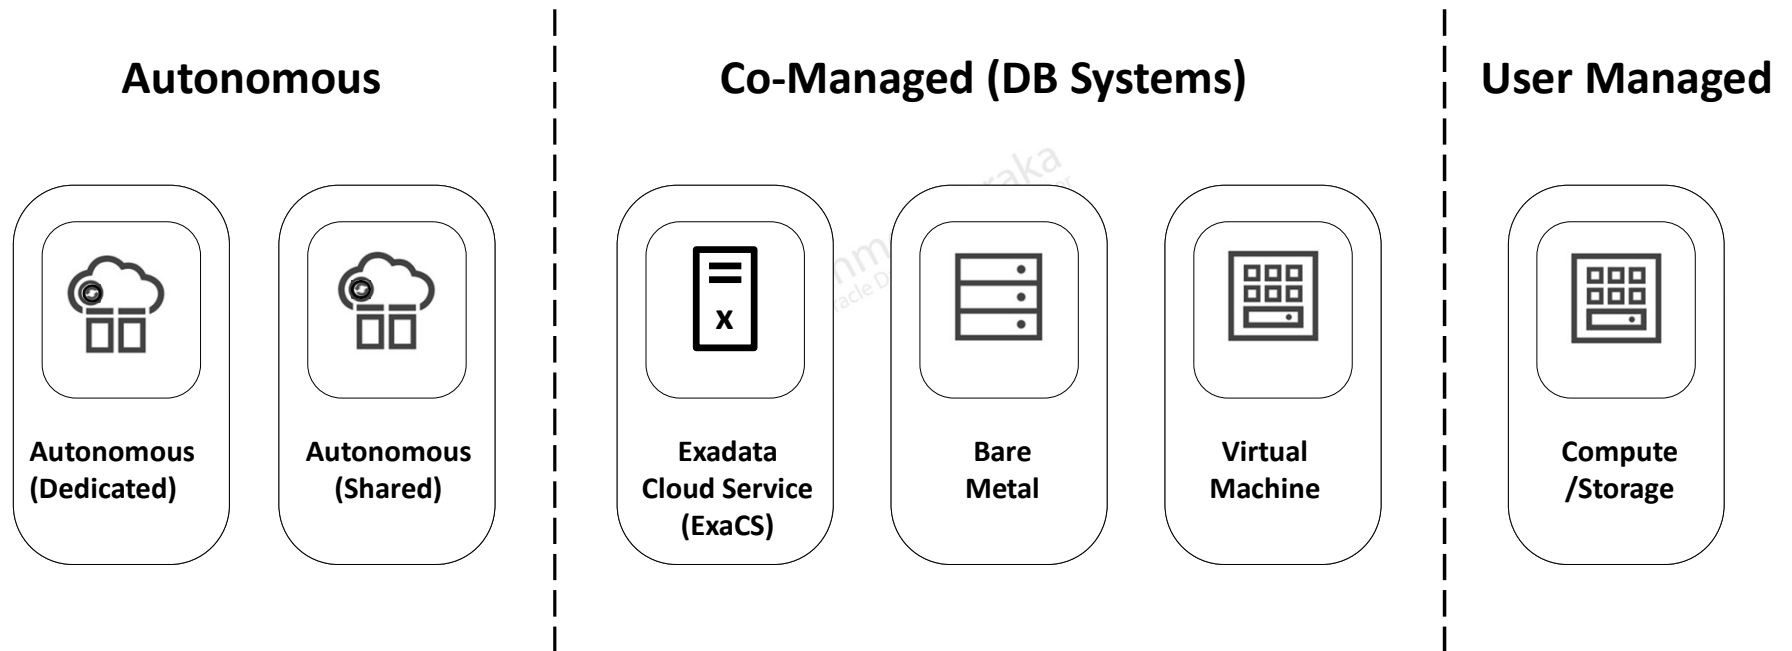 Autonomous
Co-Managed (DB Systems)
User Managed
Autonomous
(Dedicated)
Autonomous
(Shared)
Exadata
Cloud Service
(ExaCS)
x
Bare
Metal
Virtual
Machine
Compute
/Storage